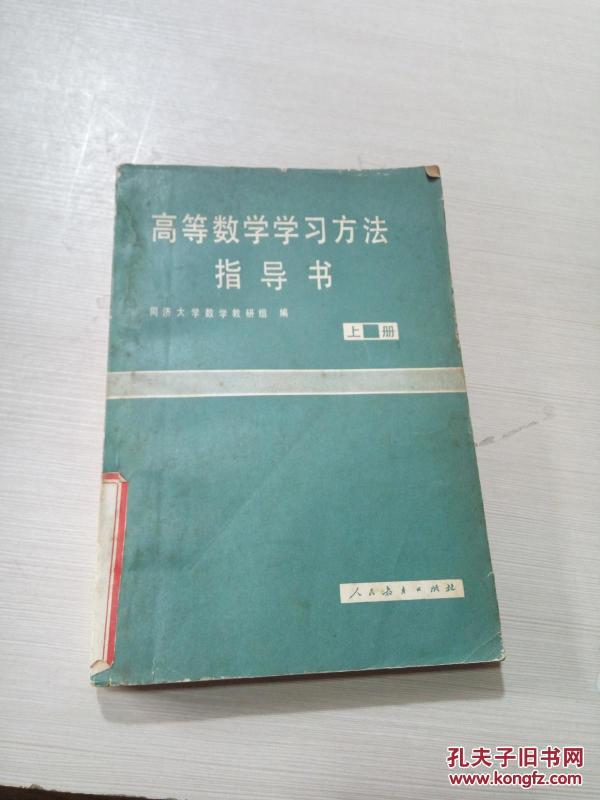 高等数学学习方法
指导书
同济大学数学教研组 编
上 册
人民教育出版社
孔夫子旧书网
www.kongfz.com